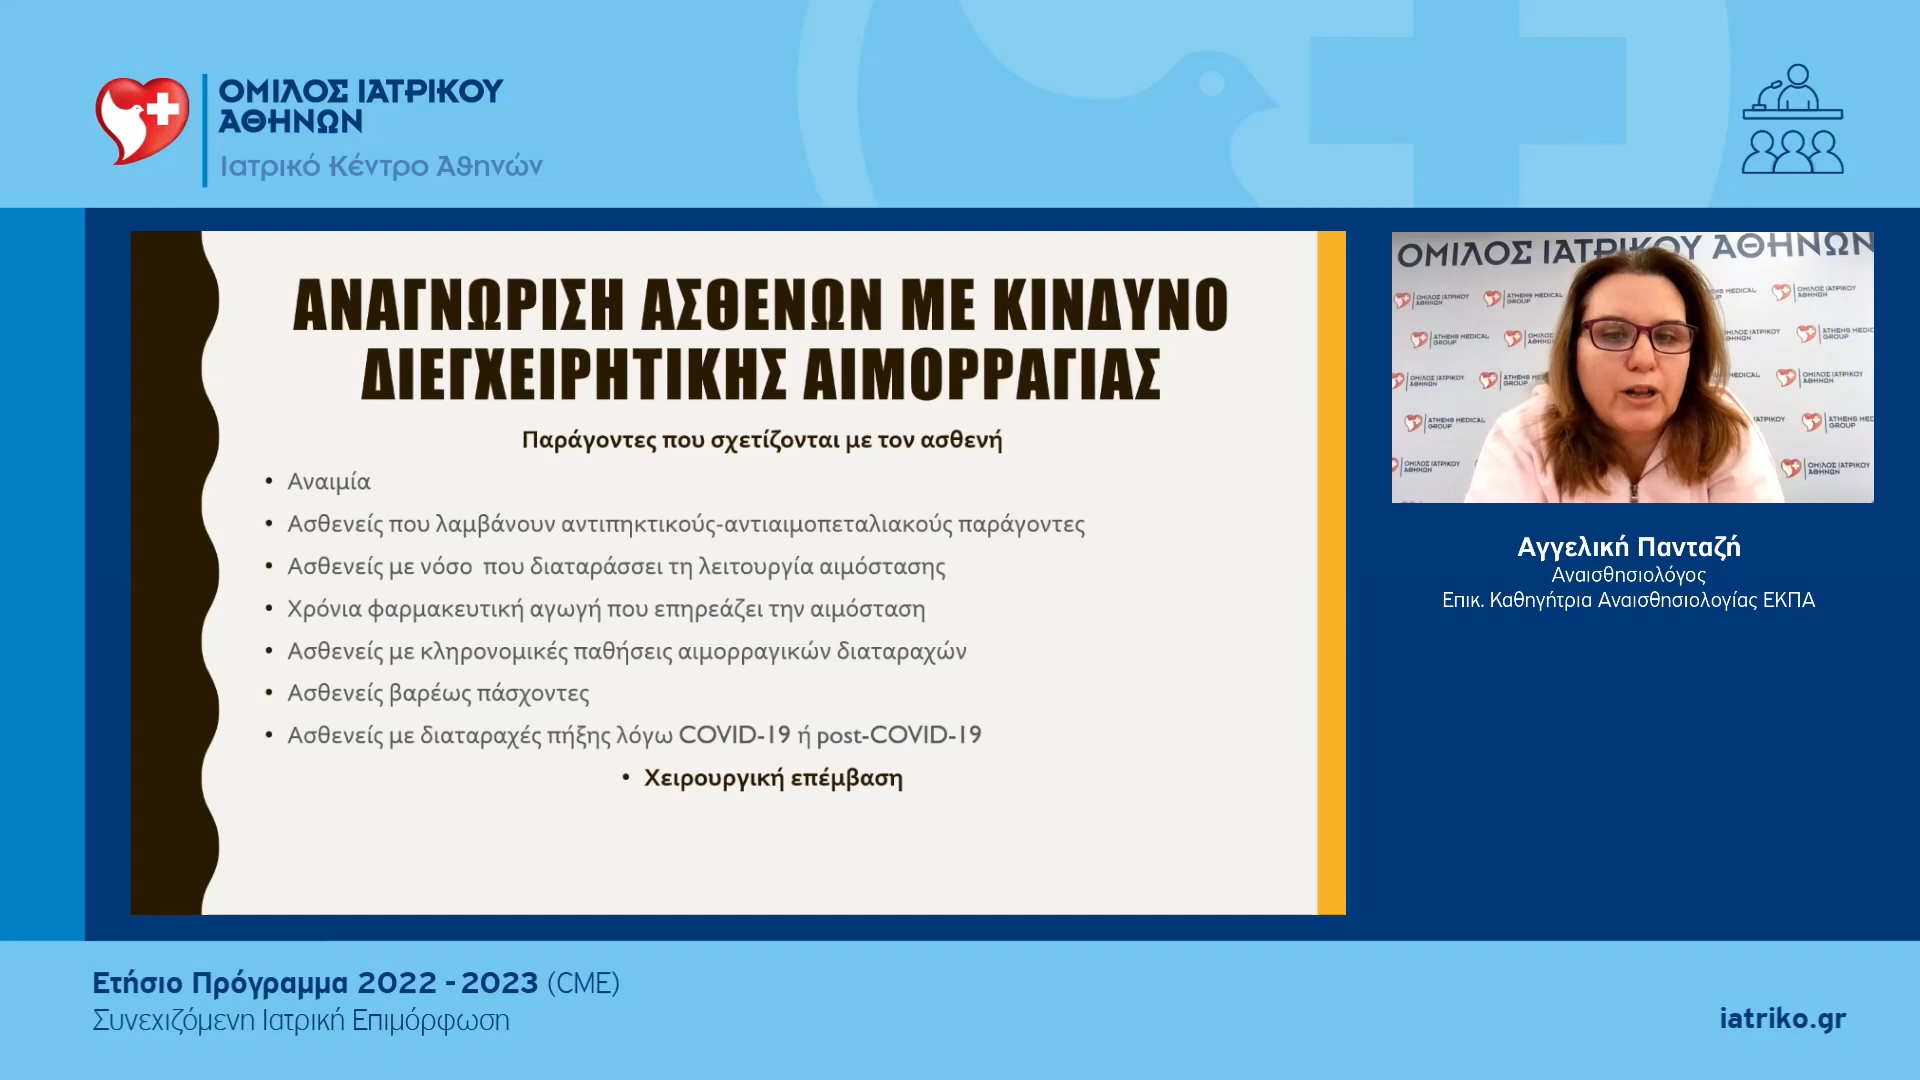 ΟΜΙΛΟΣ ΙΑΤΡΙΚΟΥ
ΑΘΗΝΩΝ
Ιατρικό Κέντρο Αθηνών
ΑΝΑΓΝΩΡΙΣΗ ΑΣΘΕΝΩΝ ΜΕ ΚΙΝΔΥΝΟ
ΔΙΕΓΧΕΙΡΗΤΙΚΗΣ ΑΙΜΟΡΡΑΓΙΑΣ
Παράγοντες που σχετίζονται με τον ασθενή
• Αναιμία
• Ασθενείς που λαμβάνουν αντιπηκτικούς-αντιαιμοπεταλιακούς παράγοντες
• Ασθενείς με νόσο που διαταράσσει τη λειτουργία αιμόστασης
• Χρόνια φαρμακευτική αγωγή που επηρεάζει την αιμόσταση
• Ασθενείς με κληρονομικές παθήσεις αιμορραγικών διαταραχών
• Ασθενείς βαρέως πάσχοντες
• Ασθενείς με διαταραχές πήξης λόγω COVID-19 ή post-COVID-19
• Χειρουργική επέμβαση
ΟΜΙΛΟΣ ΙΑΤΡΙΚΟΥ ΑΘΗΝΩΝ
Αγγελική Πανταζή
Αναισθησιολόγος
Επικ. Καθηγήτρια Αναισθησιολογίας ΕΚΠΑ
Ετήσιο Πρόγραμμα 2022 - 2023 (CME)
Συνεχιζόμενη Ιατρική Επιμόρφωση
iatriko.gr